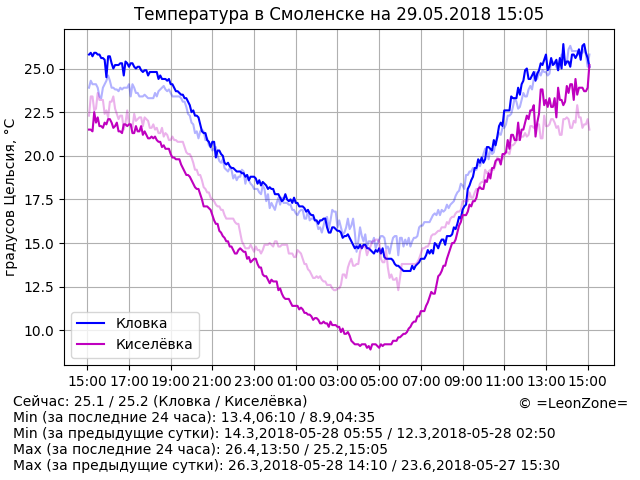 Температура в Смоленске на 29.05.2018 15:05
градусов Цельсия, °C
25.0
22.5
20.0
17.5
15.0
12.5
10.0
Кловка
Киселёвка
15:00 17:00 19:00 21:00 23:00 01:00 03:00 05:00 07:00 09:00 11:00 13:00 15:00
Сейчас: 25.1 / 25.2 (Кловка / Киселёвка)
© =LeonZone=
Min (за последние 24 часа): 13.4,06:10 / 8.9,04:35
Min (за предыдущие сутки): 14.3,2018-05-28 05:55 / 12.3,2018-05-28 02:50
Max (за последние 24 часа): 26.4,13:50 / 25.2,15:05
Max (за предыдущие сутки): 26.3,2018-05-28 14:10 / 23.6,2018-05-27 15:30